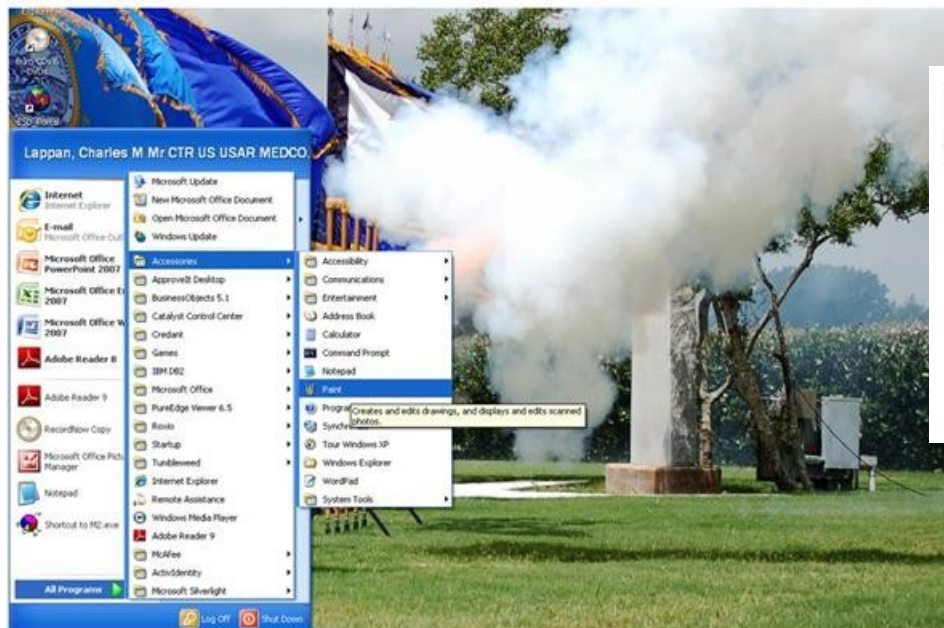 ESD Portal
Lappan, Charles M Mr CTR US USAR MEDCO.
Internet
Internet Explorer
E-mail
Microsoft Office Outl
Microsoft Office
PowerPoint 2007
Microsoft Office Ex
2007
Microsoft Office W
2007
Adobe Reader 8
Adobe Reader 9
RecordNow Copy
Microsoft Office Pictu
Manager
Notepad
Shortcut to M2.exe
All Programs
Microsoft Update
New Microsoft Office Document
Open Microsoft Office Document
Windows Update
Accessories
ApproveIt Desktop
BusinessObjects 5.1
Catalyst Control Center
Credant
Games
IBM DB2
Microsoft Office
PureEdge Viewer 6.5
Roxio
Startup
Tumbleweed
Internet Explorer
Remote Assistance
Windows Media Player
Adobe Reader 9
McAfee
ActivIdentity
Microsoft Silverlight
Accessibility
Communications
Entertainment
Address Book
Calculator
Command Prompt
Notepad
Paint
Progra
Creates and edits drawings, and displays and edits scanned
photos.
Synchr
Tour Windows XP
Windows Explorer
WordPad
System Tools
Log Off
Shut Down